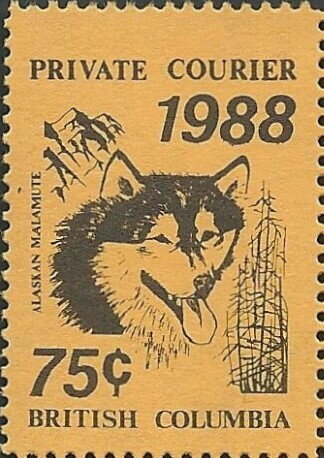 PRIVATE COURIER
1988
ALASKAN MALAMUTE
75¢
BRITISH COLUMBIA